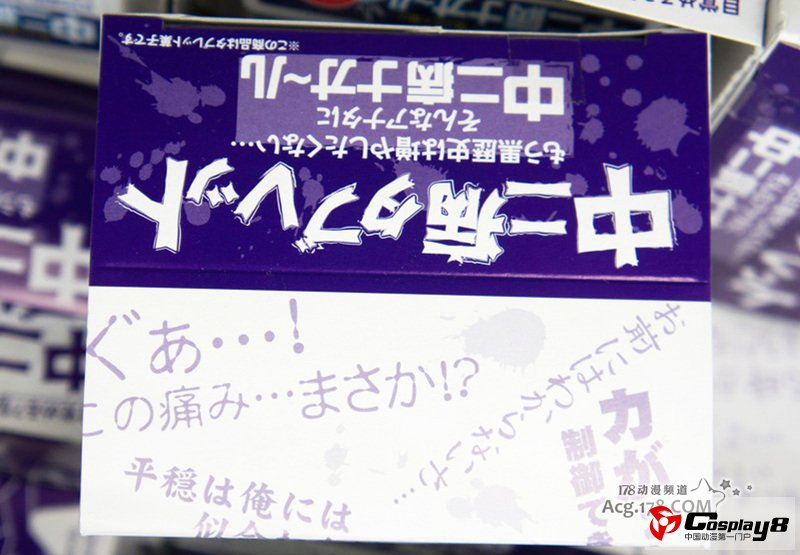 中二病タブレット
もう黒歴史は増やしたくない…
そんなアナタに
中二病ナオ〜ル
※この商品はタブレット菓子です。
ぐあ…!
この痛み…まさか!?
平穏は俺には
お前にはわからないさ…
力が
制御で
178动漫频道
Acg.178.COM
Cosplay8
中国动漫第一门户